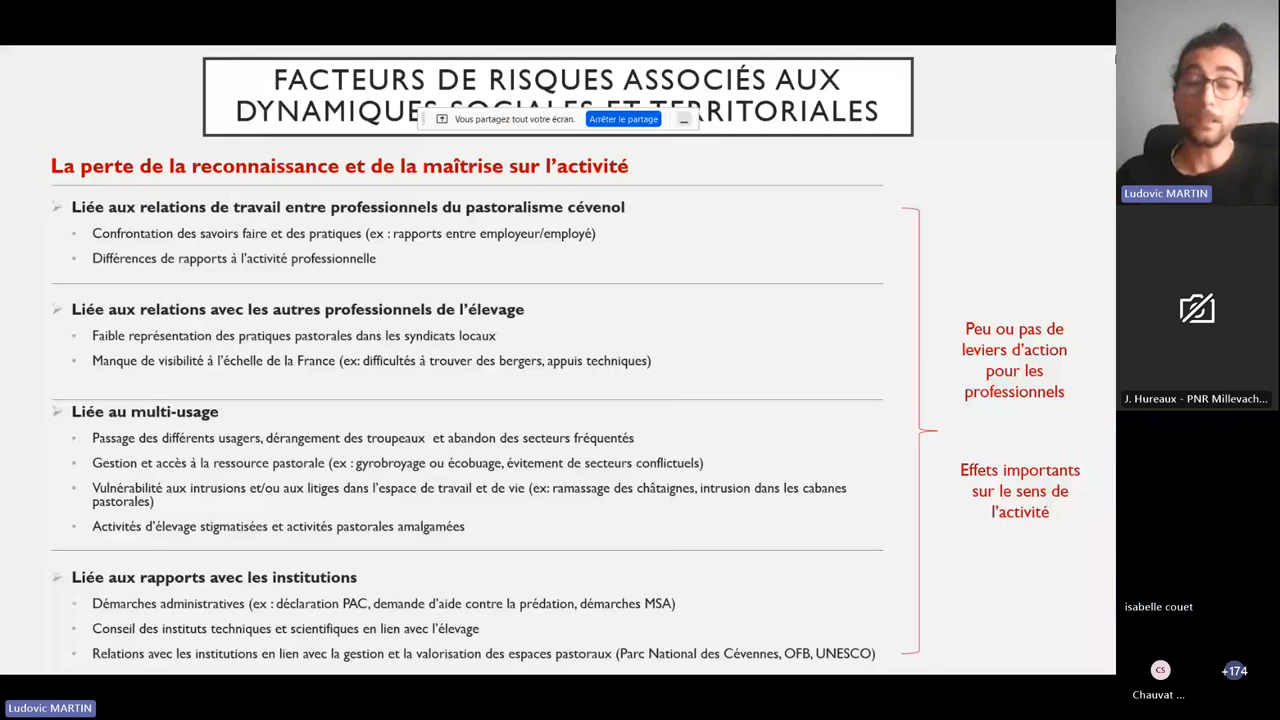 FACTEURS DE RISQUES ASSOCIÉS AUX
DYNAMIQUES SOCIALES ET TERRITORIALES
Vous partagez tout votre écran.
Arrêter le partage
La perte de la reconnaissance et de la maîtrise sur l'activité
Liée aux relations de travail entre professionnels du pastoralisme cévenol
Confrontation des savoirs faire et des pratiques (ex : rapports entre employeur/employé)
Différences de rapports à l'activité professionnelle
Liée aux relations avec les autres professionnels de l'élevage
Faible représentation des pratiques pastorales dans les syndicats locaux
Manque de visibilité à l'échelle de la France (ex: difficultés à trouver des bergers, appuis techniques)
Liée au multi-usage
Passage des différents usagers, dérangement des troupeaux et abandon des secteurs fréquentés
Gestion et accès à la ressource pastorale (ex : gyrobroyage ou écobuage, évitement de secteurs conflictuels)
Vulnérabilité aux intrusions et/ou aux litiges dans l'espace de travail et de vie (ex: ramassage des châtaignes, intrusion dans les cabanes
pastorales)
Activités d'élevage stigmatisées et activités pastorales amalgamées
Liée aux rapports avec les institutions
Démarches administratives (ex : déclaration PAC, demande d'aide contre la prédation, démarches MSA)
Conseil des instituts techniques et scientifiques en lien avec l'élevage
Relations avec les institutions en lien avec la gestion et la valorisation des espaces pastoraux (Parc National des Cévennes, OFB, UNESCO)
Peu ou pas de
leviers d'action
pour les
professionnels
Effets importants
sur le sens de
l'activité
Ludovic MARTIN
J. Hureaux - PNR Millevach...
isabelle couet
CS
Chauvat ...
+174
Ludovic MARTIN